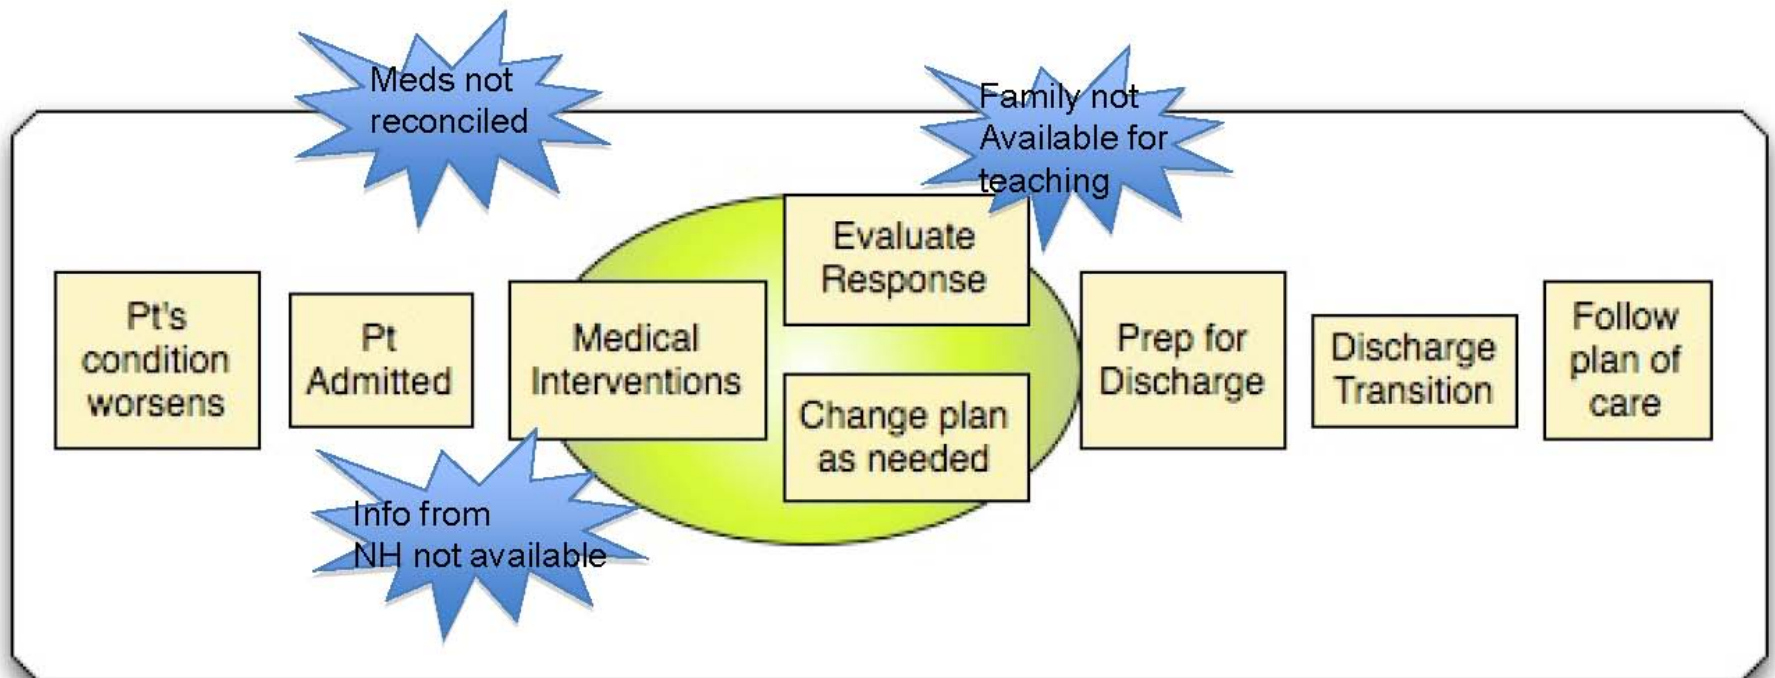 Meds not
reconciled
Family not
Available for
teaching
Pt's
condition
worsens
Pt
Admitted
Medical
Interventions
Evaluate
Response
Change plan
as needed
Prep for
Discharge
Discharge
Transition
Follow
plan of
care
Info from
NH not available